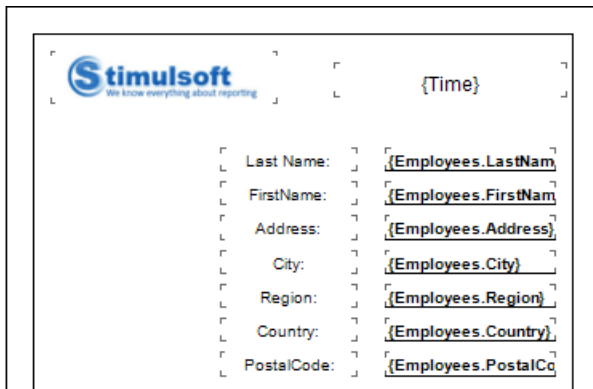 Stimulsoft
We know everything about reporting
{Time}
Last Name: {Employees.LastNam
FirstName: {Employees.FirstNam
Address: {Employees.Address}
City: {Employees.City}
Region: {Employees.Region}
Country: {Employees.Country}
PostalCode: {Employees.PostalCo